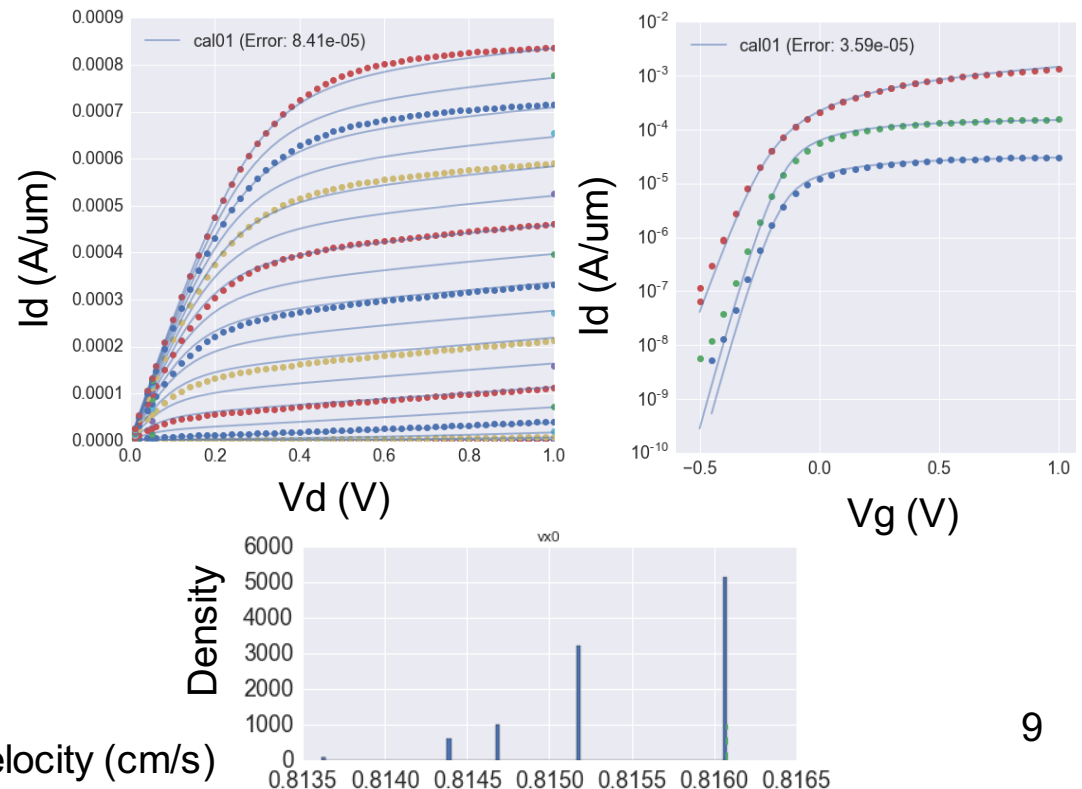 0.0009
0.0008
0.0007
0.0006
0.0005
0.0004
0.0003
0.0002
0.0001
0.0000
Id (A/um)
cal01 (Error: 8.41e-05)
0.0 0.2 0.4 0.6 0.8 1.0
Vd (V)
10⁻²
10⁻³
10⁻⁴
10⁻⁵
10⁻⁶
10⁻⁷
10⁻⁸
10⁻⁹
10⁻¹⁰
Id (A/um)
cal01 (Error: 3.59e-05)
−0.5 0.0 0.5 1.0
Vg (V)
vx0
6000
5000
4000
3000
2000
1000
0
Density
0.8135 0.8140 0.8145 0.8150 0.8155 0.8160 0.8165
elocity (cm/s)
9